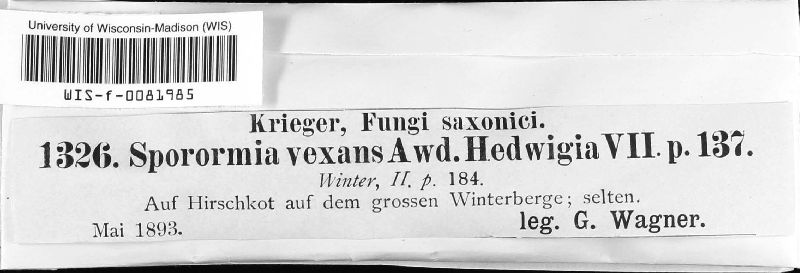 University of Wisconsin-Madison (WIS)
WIS-f-0081985
Krieger, Fungi saxonici.
1326. Sporormia vexans Awd. Hedwigia VII. p. 137.
Winter, II. p. 184.
Auf Hirschkot auf dem grossen Winterberge; selten.
Mai 1893. leg. G. Wagner.